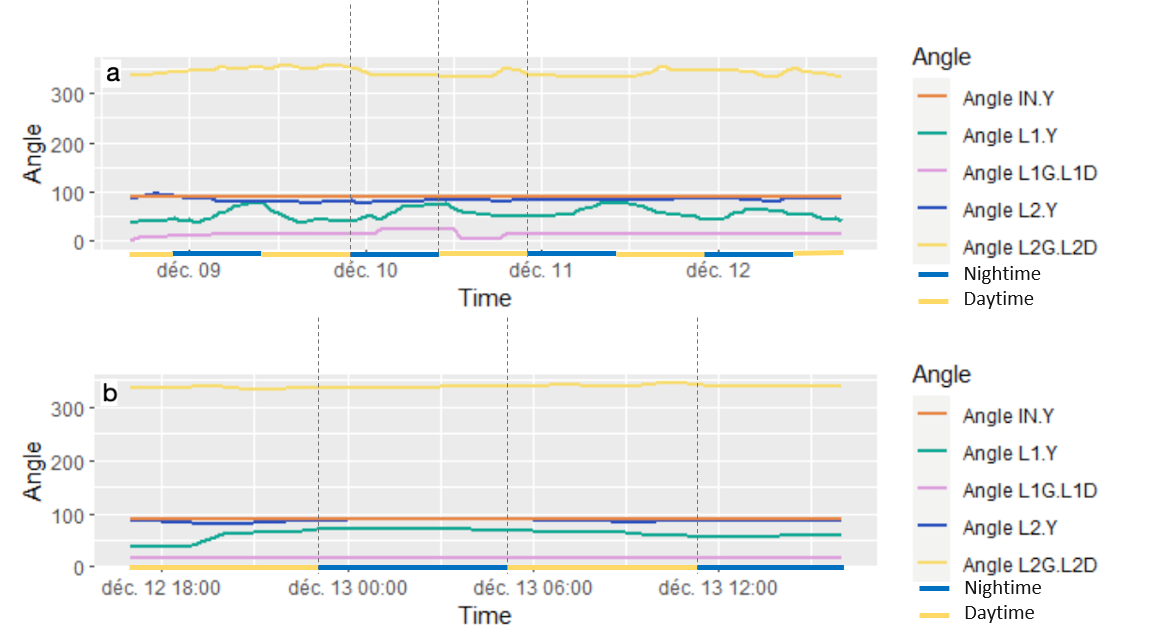 a
Angle
300
200
100
0
déc. 09 déc. 10 déc. 11 déc. 12
Time
Angle
Angle IN.Y
Angle L1.Y
Angle L1G.L1D
Angle L2.Y
Angle L2G.L2D
Nightime
Daytime
b
Angle
300
200
100
0
déc. 12 18:00 déc. 13 00:00 déc. 13 06:00 déc. 13 12:00
Time
Angle
Angle IN.Y
Angle L1.Y
Angle L1G.L1D
Angle L2.Y
Angle L2G.L2D
Nightime
Daytime